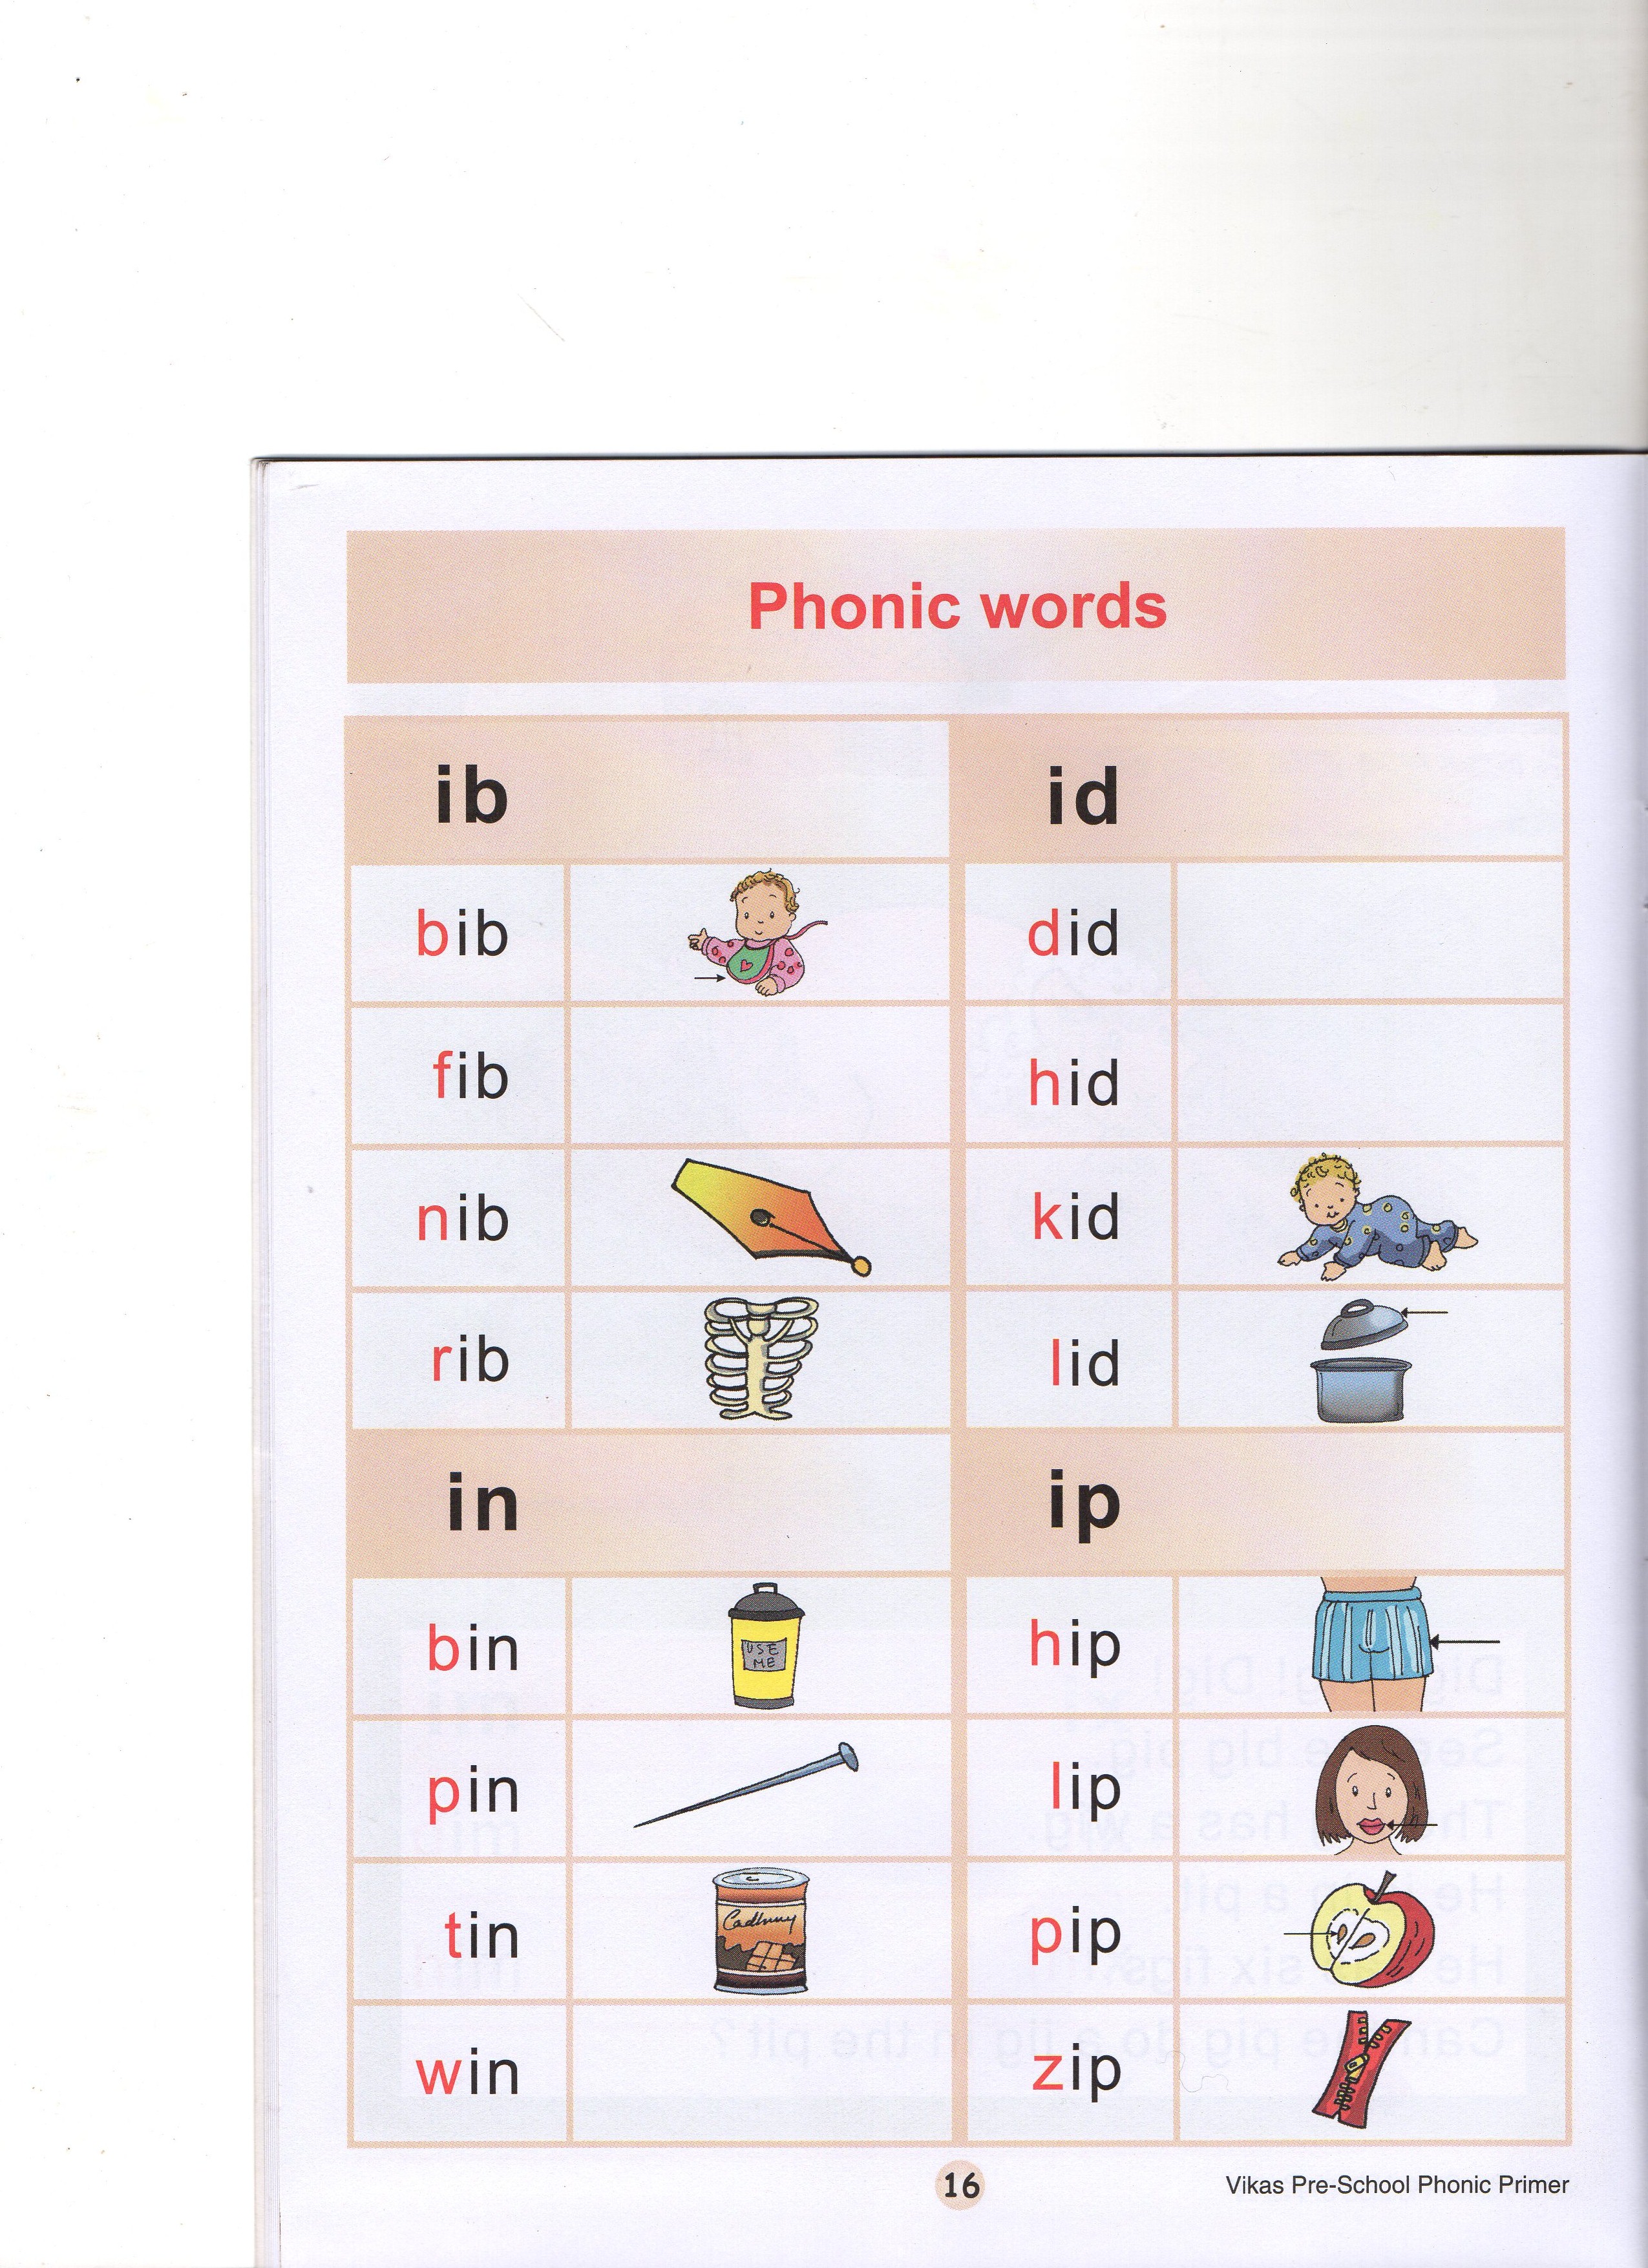 Phonic words
ib
bib
fib
nib
rib
id
did
hid
kid
lid
in
bin
USE
ME
pin
tin
win
ip
hip
lip
pip
zip
16
Vikas Pre-School Phonic Primer